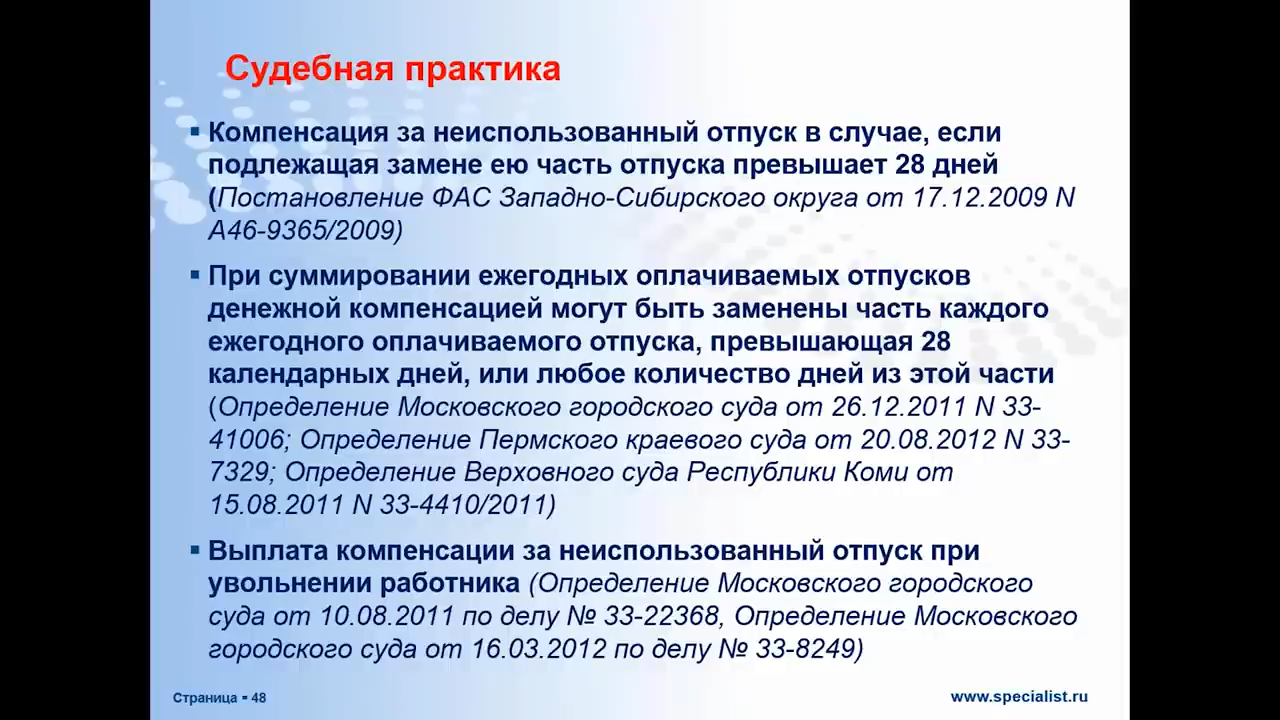 Судебная практика
▪ Компенсация за неиспользованный отпуск в случае, если
подлежащая замене ею часть отпуска превышает 28 дней
(Постановление ФАС Западно-Сибирского округа от 17.12.2009 N
А46-9365/2009)
▪ При суммировании ежегодных оплачиваемых отпусков
денежной компенсацией могут быть заменены часть каждого
ежегодного оплачиваемого отпуска, превышающая 28
календарных дней, или любое количество дней из этой части
(Определение Московского городского суда от 26.12.2011 N 33-
41006; Определение Пермского краевого суда от 20.08.2012 N 33-
7329; Определение Верховного суда Республики Коми от
15.08.2011 N 33-4410/2011)
▪ Выплата компенсации за неиспользованный отпуск при
увольнении работника (Определение Московского городского
суда от 10.08.2011 по делу № 33-22368, Определение Московского
городского суда от 16.03.2012 по делу № 33-8249)
Страница ▪ 48
www.specialist.ru